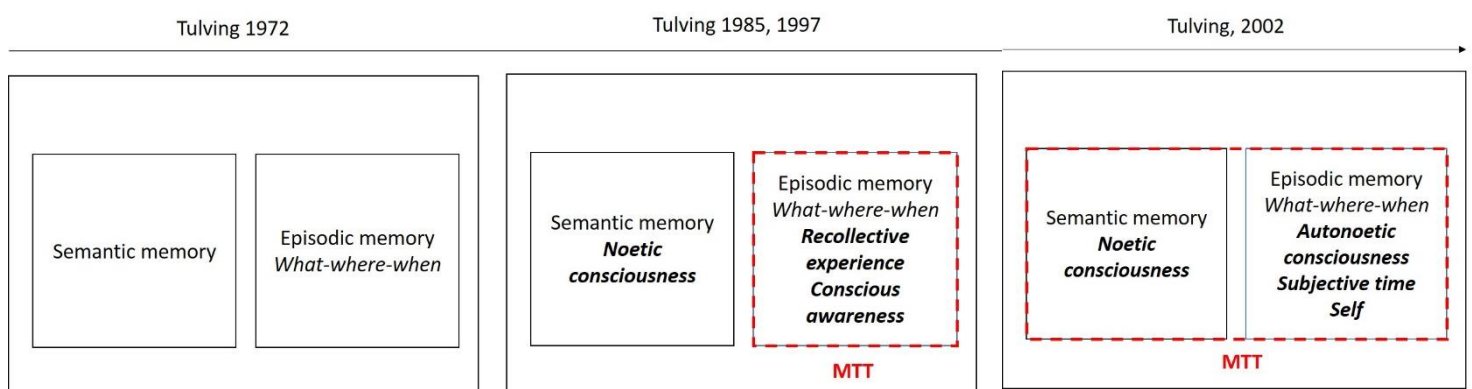 Tulving 1972
Tulving 1985, 1997
Tulving, 2002
Semantic memory
Episodic memory
What-where-when
Semantic memory
Noetic
consciousness
Episodic memory
What-where-when
Recollective
experience
Conscious
awareness
MTT
Semantic memory
Noetic
consciousness
Episodic memory
What-where-when
Autonoetic
consciousness
Subjective time
Self
MTT